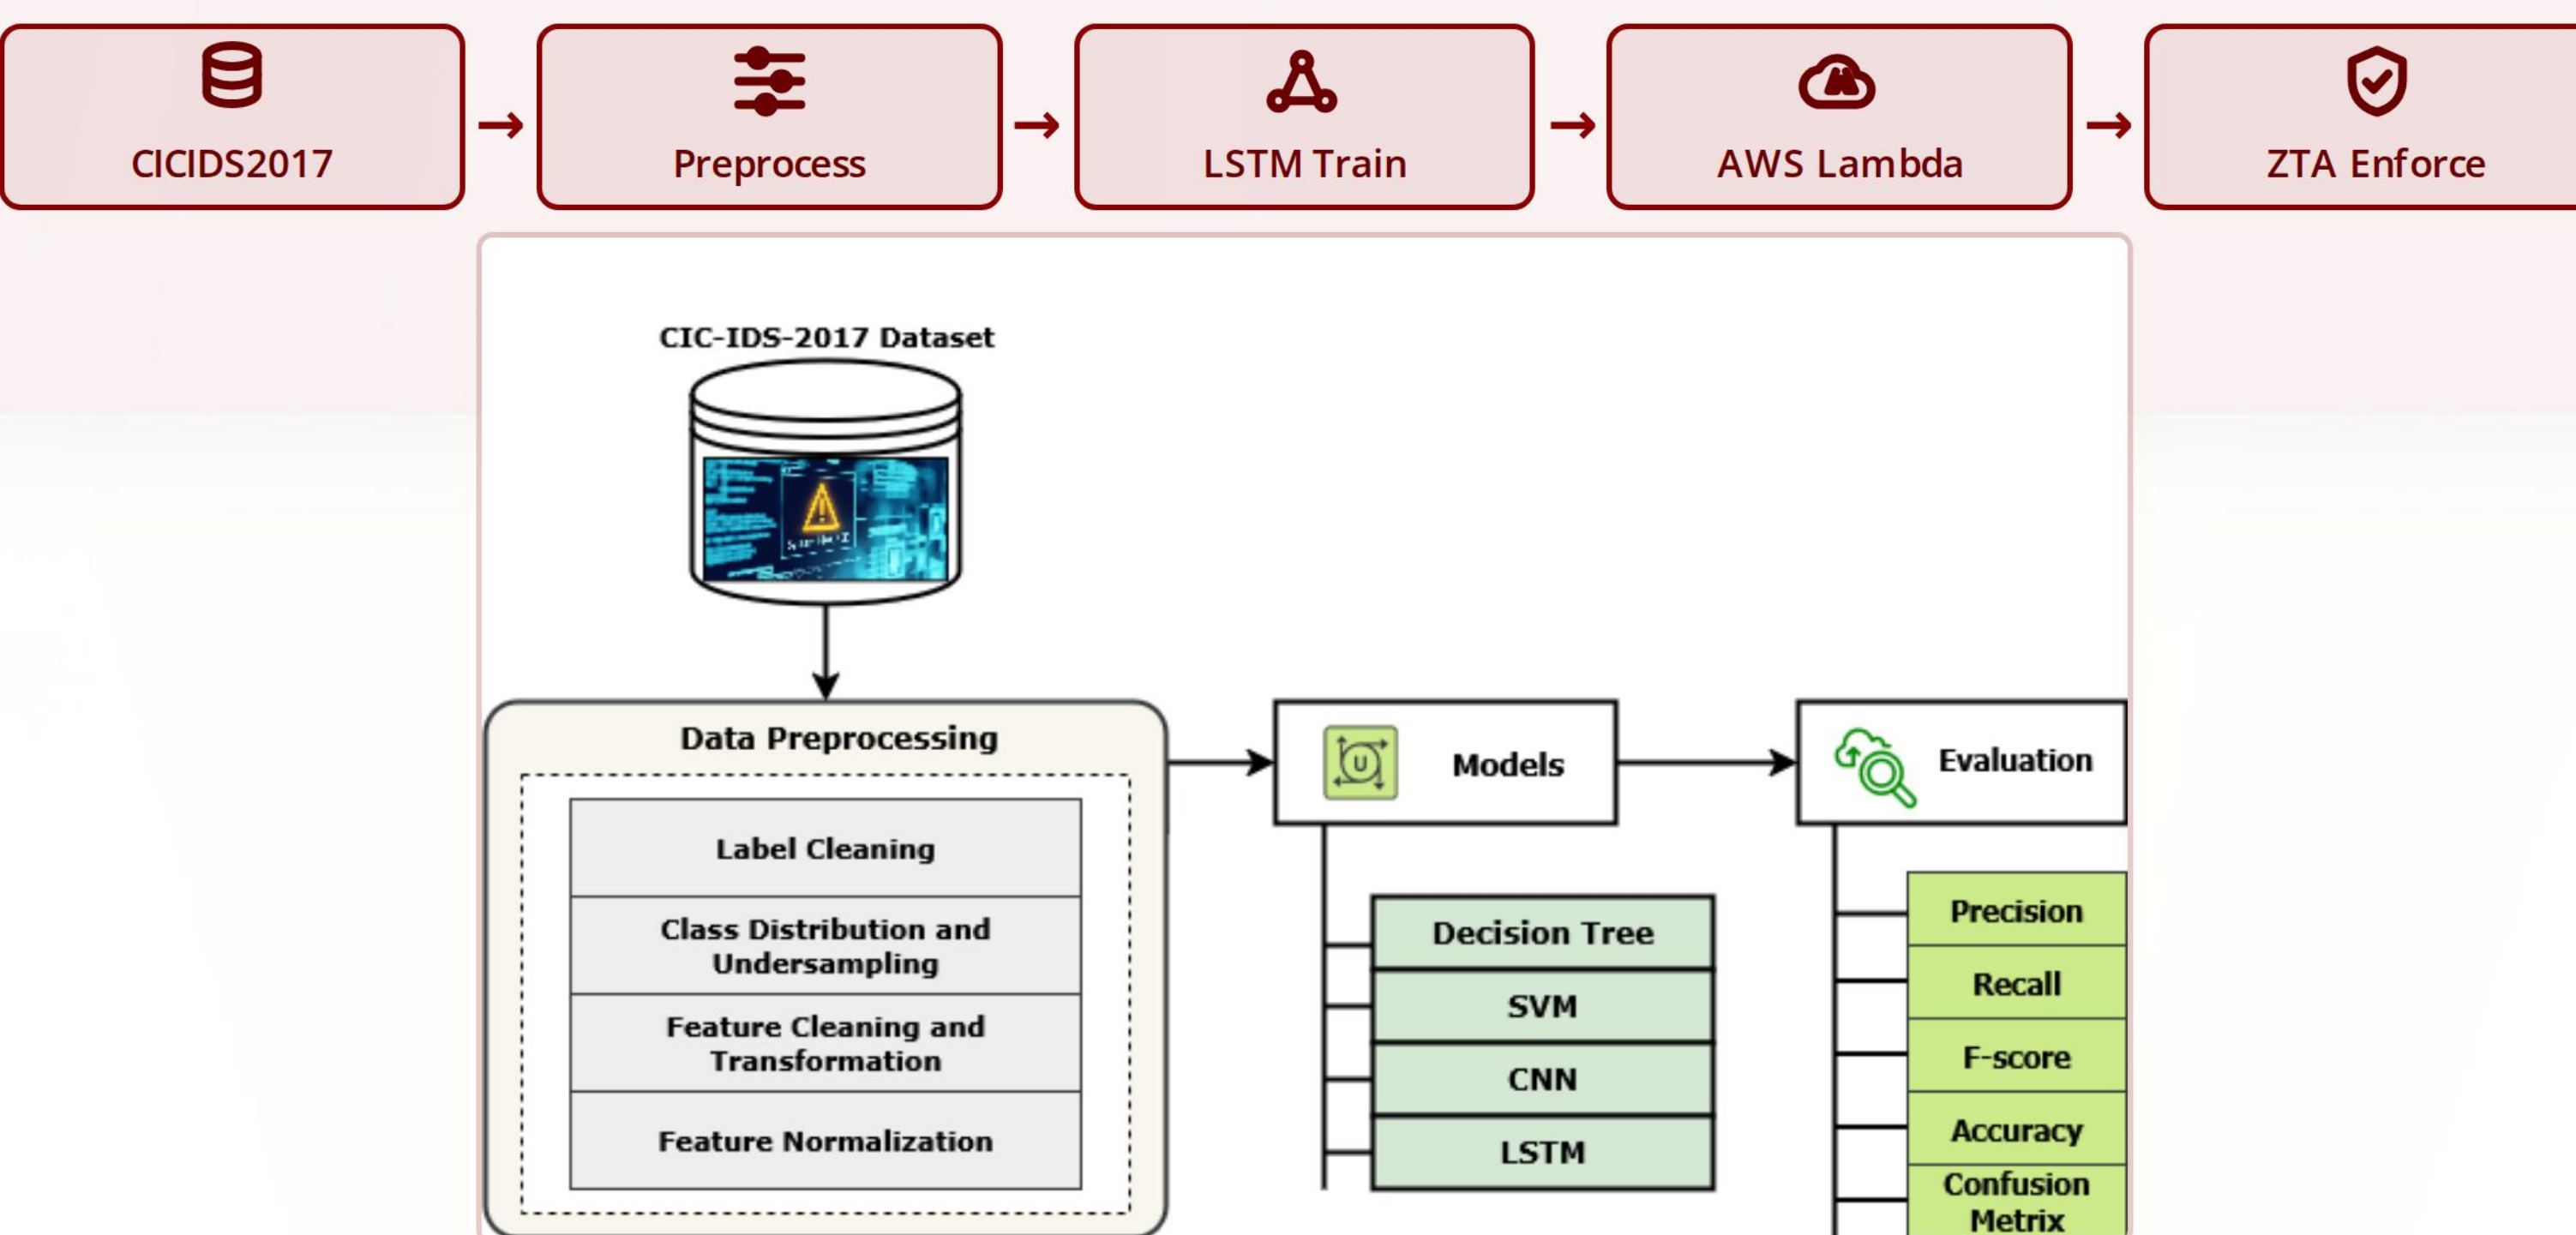 CICIDS2017
Preprocess
LSTM Train
AWS Lambda
ZTA Enforce
CIC-IDS-2017 Dataset
Data Preprocessing
Label Cleaning
Class Distribution and
Undersampling
Feature Cleaning and
Transformation
Feature Normalization
U
Models
Decision Tree
SVM
CNN
LSTM
Evaluation
Precision
Recall
F-score
Accuracy
Confusion
Metrix